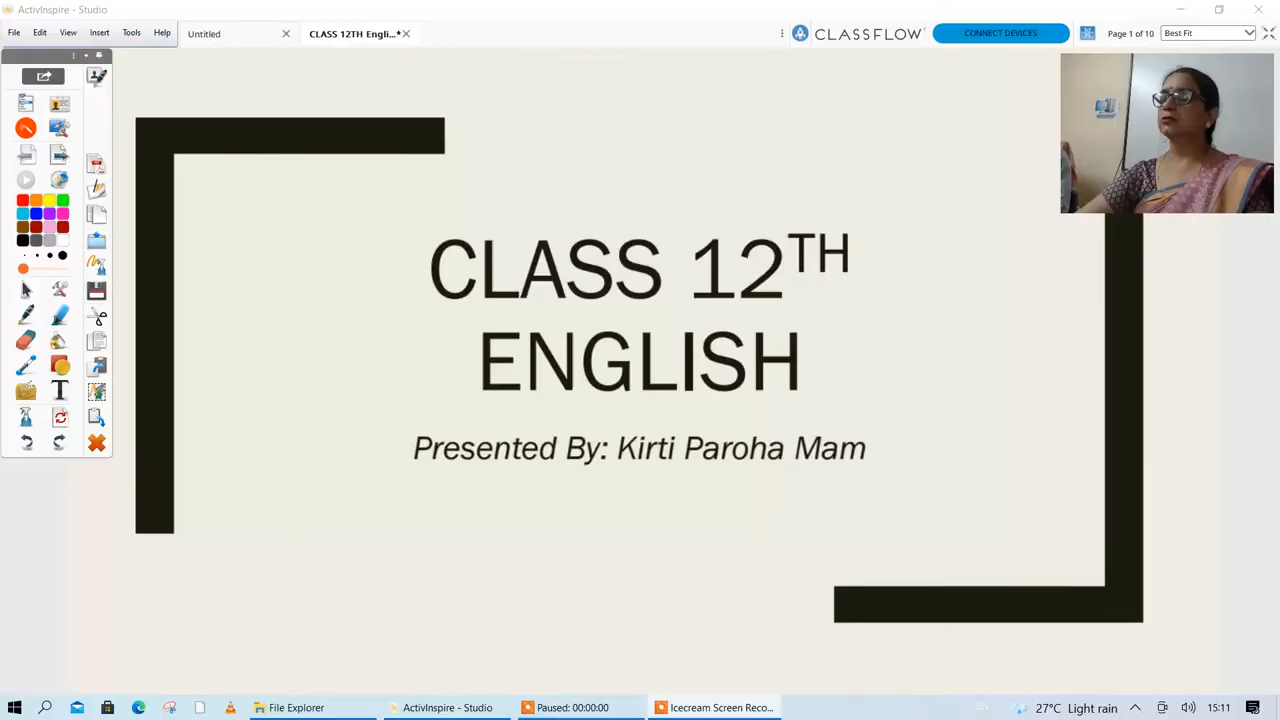 ActivInspire - Studio
File Edit View Insert Tools Help
Untitled
CLASS 12TH Engli...*
CLASSFLOW
CONNECT DEVICES
Page 1 of 10
Best Fit
CLASS 12TH
ENGLISH
Presented By: Kirti Paroha Mam
File Explorer
ActivInspire - Studio
Paused: 00:00:00
Icecream Screen Reco...
27°C Light rain
15:11